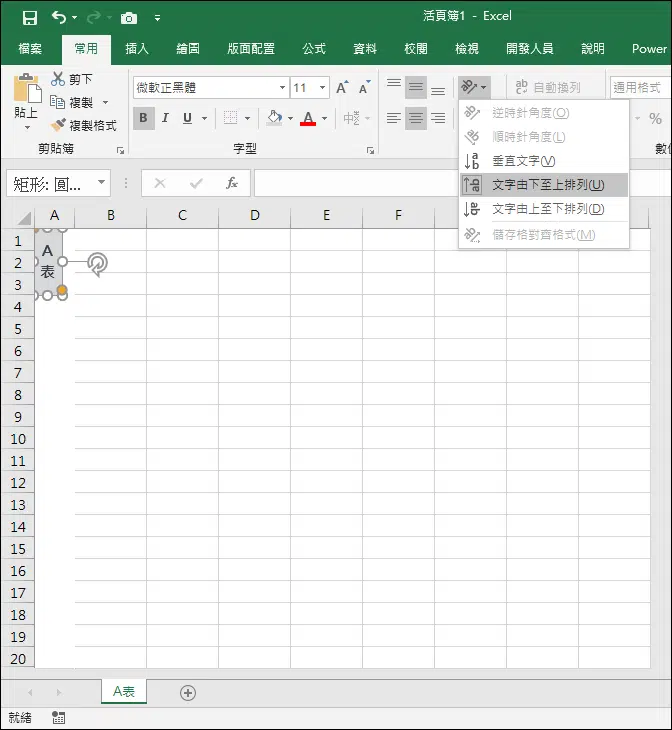 活頁簿1 - Excel
檔案 常用 插入 繪圖 版面配置 公式 資料 校閱 檢視 開發人員 說明 Power
貼上
剪下
複製
複製格式
剪貼簿
微軟正黑體 11 A A
B I U A 中
字型
ab 自動換列
通用格式
%
數值
逆時針角度(O)
順時針角度(L)
垂直文字(V)
文字由下至上排列(U)
文字由上至下排列(D)
儲存格對齊格式(M)
矩形: 圓... fx
A B C D E F
1
2
3
4
5
6
7
8
9
10
11
12
13
14
15
16
17
18
19
20
A
表
A表
就緒